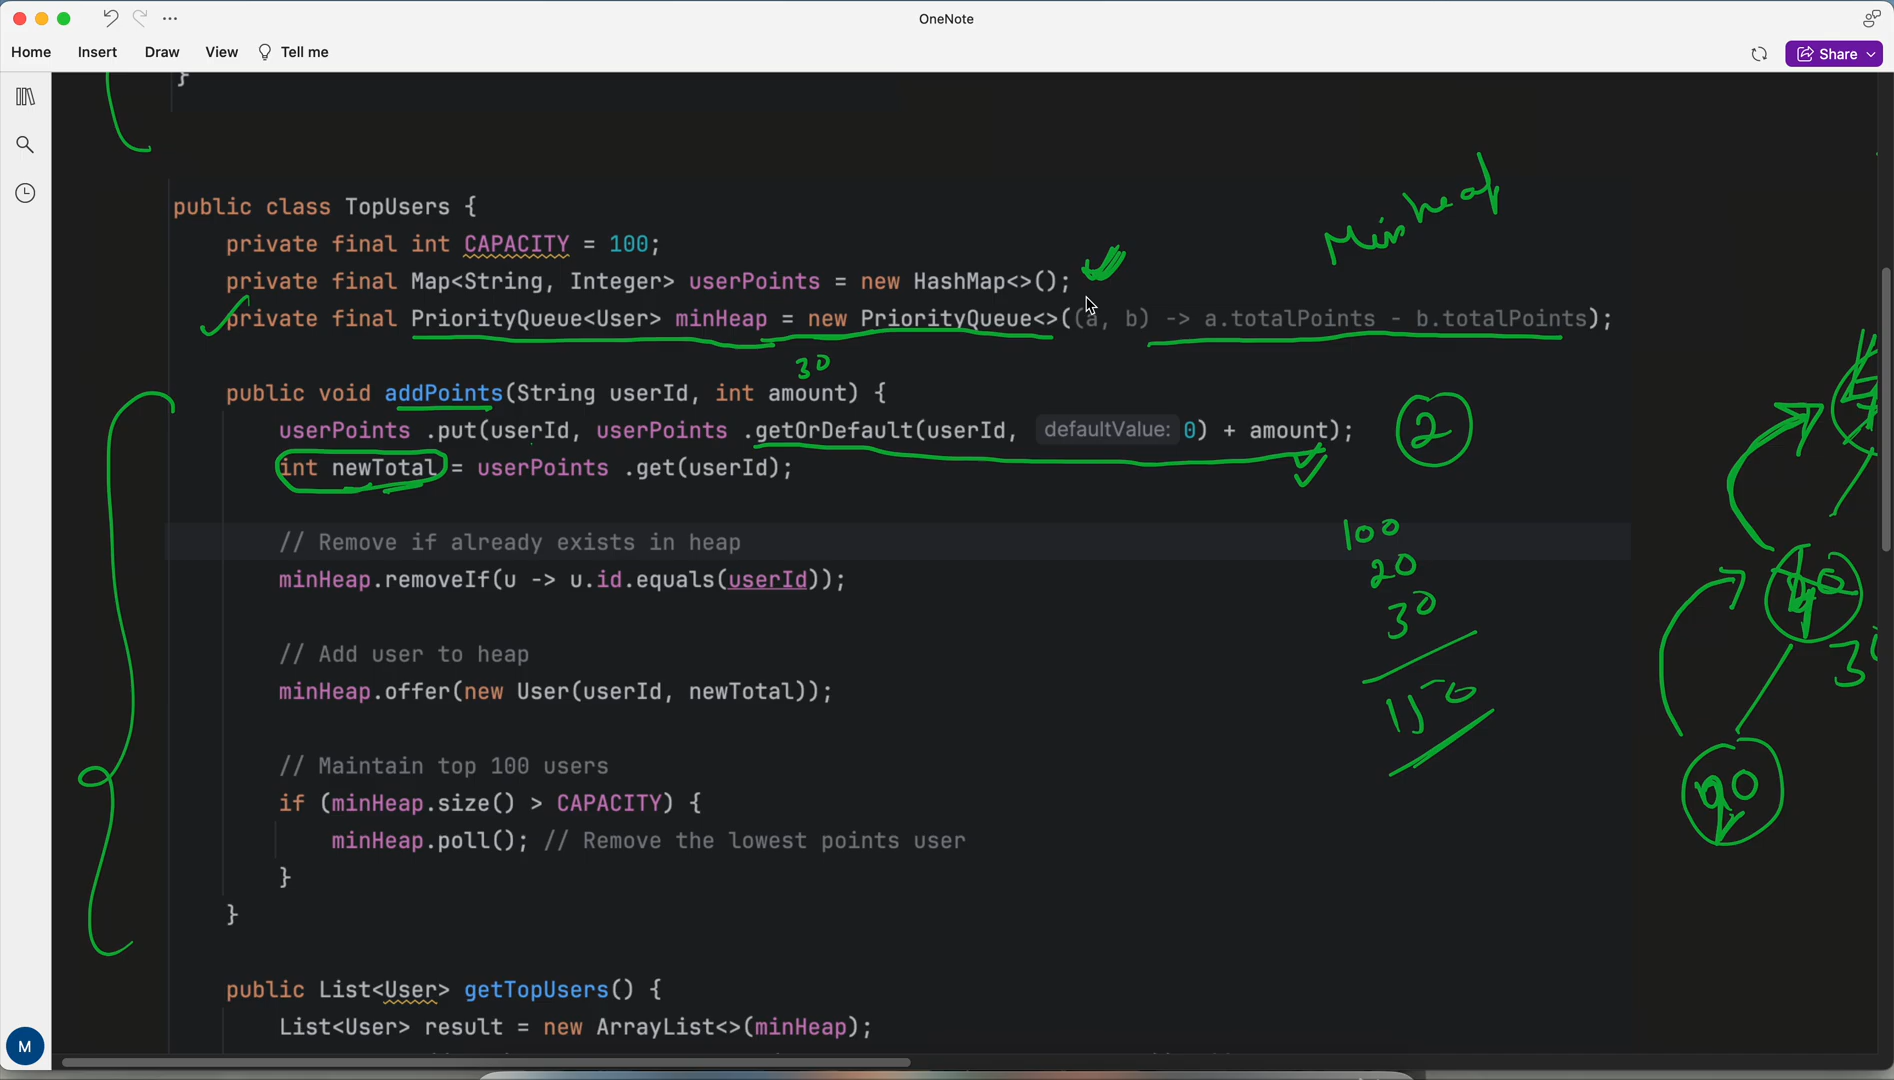 OneNote
Home Insert Draw View Tell me
Share
}
public class TopUsers {
private final int CAPACITY = 100;
private final Map<String, Integer> userPoints = new HashMap<>();
private final PriorityQueue<User> minHeap = new PriorityQueue<>((a, b) -> a.totalPoints - b.totalPoints);
Minheap
30
public void addPoints(String userId, int amount) {
userPoints .put(userId, userPoints .getOrDefault(userId, defaultValue: 0) + amount);
2
int newTotal = userPoints .get(userId);
// Remove if already exists in heap
minHeap.removeIf(u -> u.id.equals(userId));
100
20
30
150
// Add user to heap
minHeap.offer(new User(userId, newTotal));
// Maintain top 100 users
if (minHeap.size() > CAPACITY) {
minHeap.poll(); // Remove the lowest points user
}
}
90
public List<User> getTopUsers() {
List<User> result = new ArrayList<>(minHeap);
M